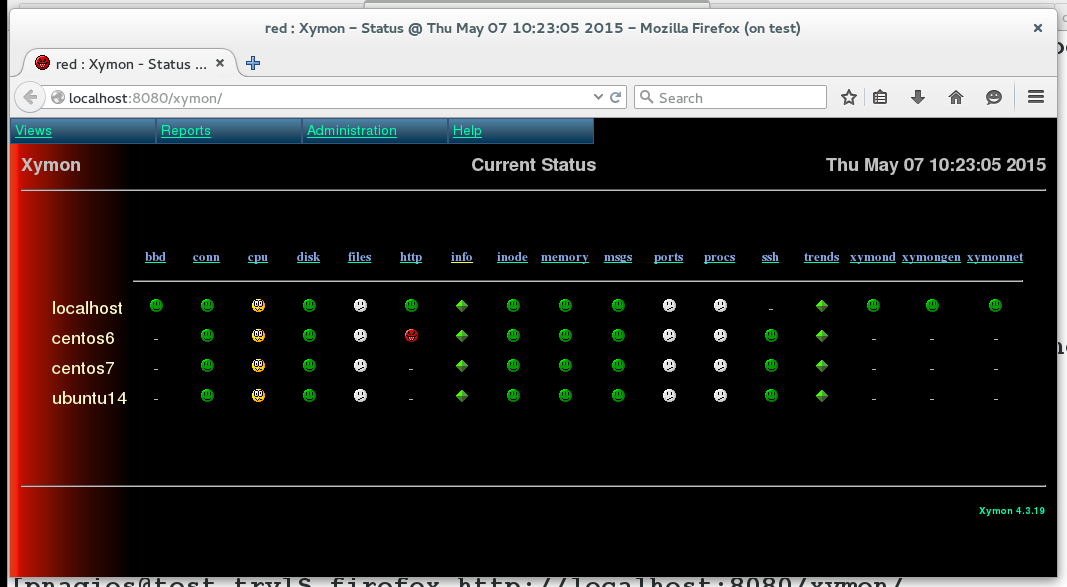 red : Xymon – Status @ Thu May 07 10:23:05 2015 – Mozilla Firefox (on test)
red : Xymon - Status ...
localhost:8080/xymon/
Search
Views Reports Administration Help
Xymon Current Status Thu May 07 10:23:05 2015
bbd conn cpu disk files http info inode memory msgs ports procs ssh trends xymond xymongen xymonnet
localhost -
centos6 - - - -
centos7 - - - - -
ubuntu14 - - - - -
Xymon 4.3.19
[pnagios@test try]$ firefox http://localhost:8080/xymon/